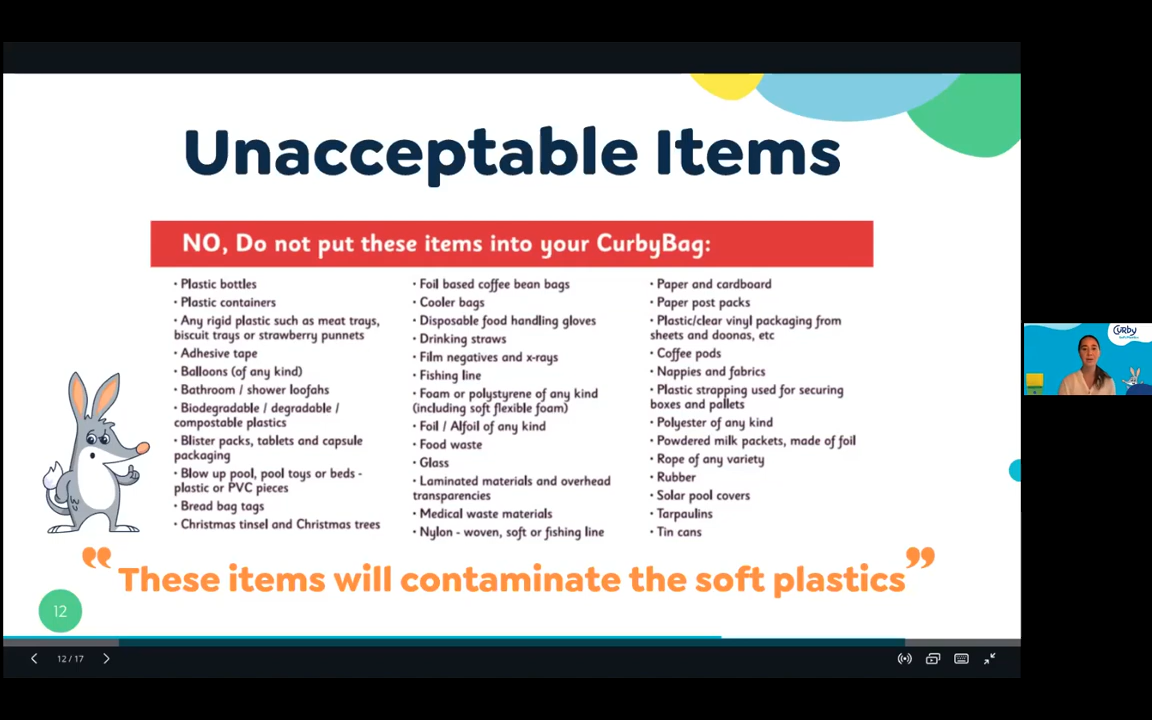 Unacceptable Items
NO, Do not put these items into your CurbyBag:
• Plastic bottles
• Plastic containers
• Any rigid plastic such as meat trays,
biscuit trays or strawberry punnets
• Adhesive tape
• Balloons (of any kind)
• Bathroom / shower loofahs
• Biodegradable / degradable /
compostable plastics
• Blister packs, tablets and capsule
packaging
• Blow up pool, pool toys or beds -
plastic or PVC pieces
• Bread bag tags
• Christmas tinsel and Christmas trees
• Foil based coffee bean bags
• Cooler bags
• Disposable food handling gloves
• Drinking straws
• Film negatives and x-rays
• Fishing line
• Foam or polystyrene of any kind
(including soft flexible foam)
• Foil / Alfoil of any kind
• Food waste
• Glass
• Laminated materials and overhead
transparencies
• Medical waste materials
• Nylon - woven, soft or fishing line
• Paper and cardboard
• Paper post packs
• Plastic/clear vinyl packaging from
sheets and doonas, etc
• Coffee pods
• Nappies and fabrics
• Plastic strapping used for securing
boxes and pallets
• Polyester of any kind
• Powdered milk packets, made of foil
• Rope of any variety
• Rubber
• Solar pool covers
• Tarpaulins
• Tin cans
"These items will contaminate the soft plastics"
12
12 / 17
Curby